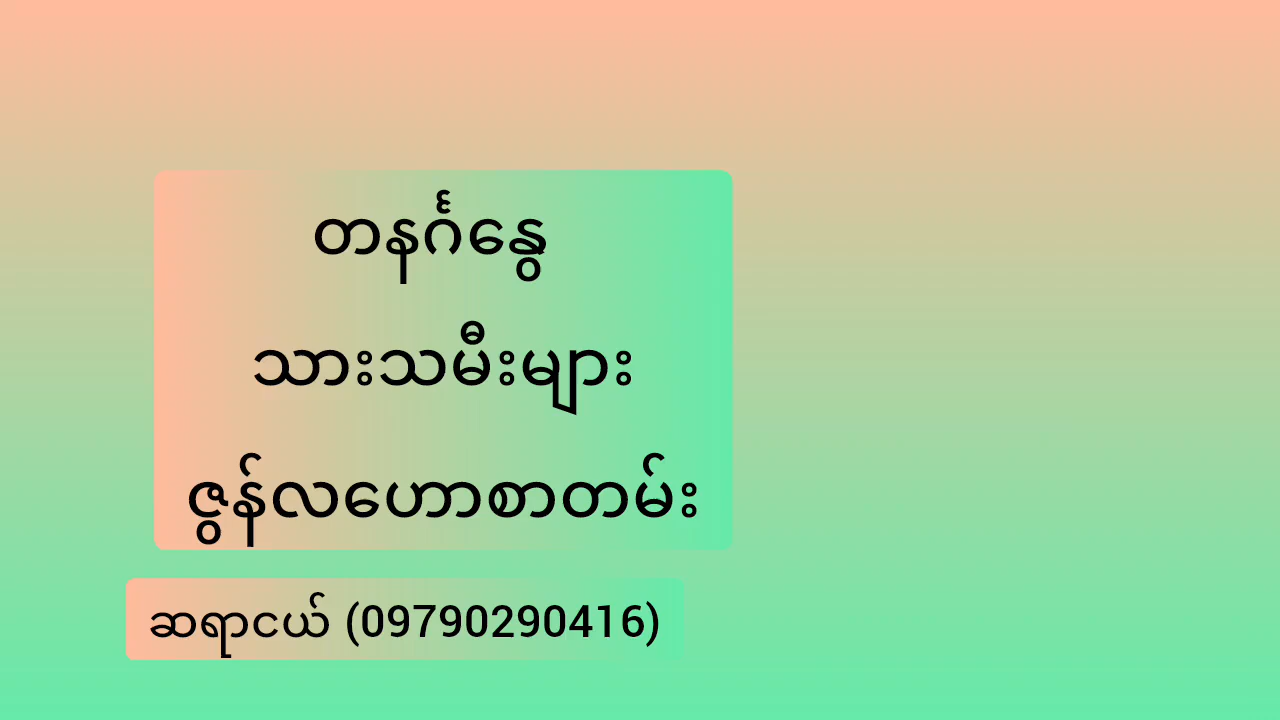 တနင်္ဂနွေ
သားသမီးများ
ဇွန်လဟောစာတမ်း
ဆရာငယ် (09790290416)